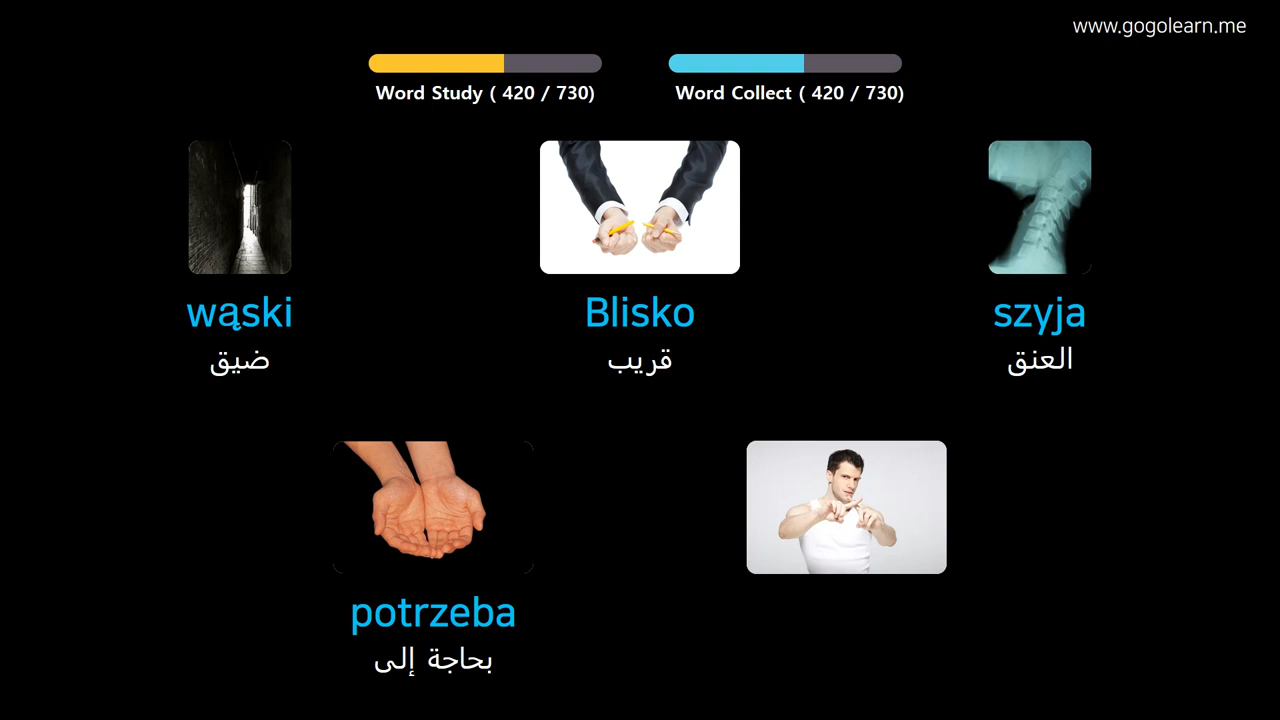 www.gogolearn.me
Word Study ( 420 / 730)
Word Collect ( 420 / 730)
wąski
ضيق
Blisko
قريب
szyja
العنق
potrzeba
بحاجة إلى